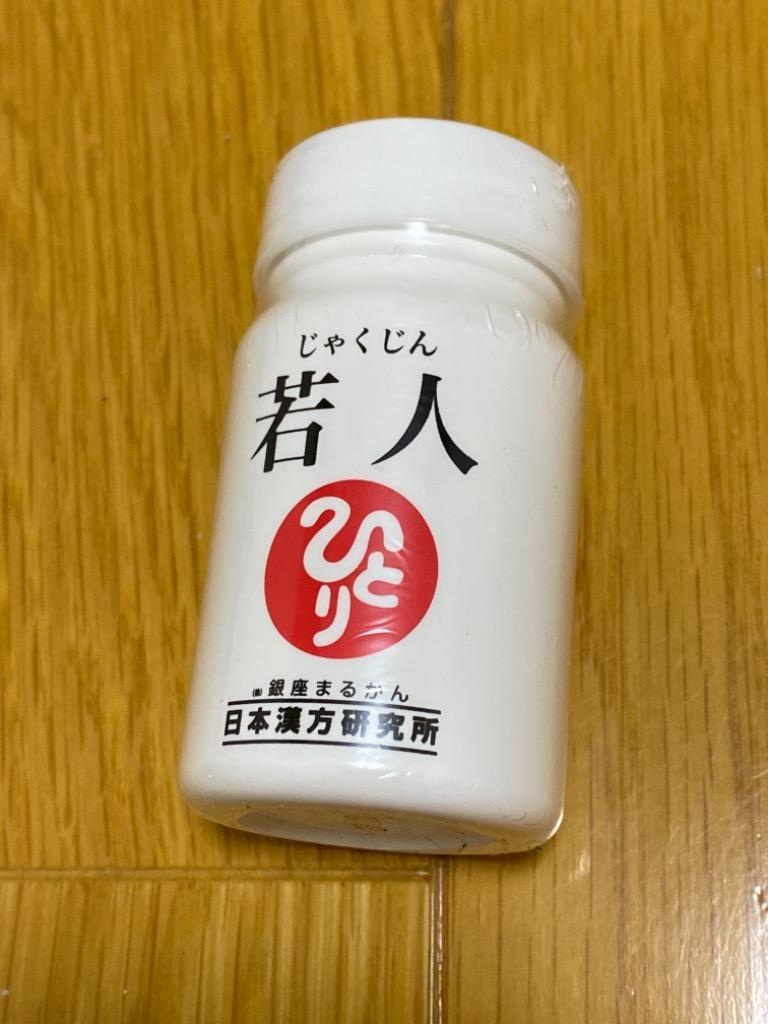 じゃくじん
若人
ひとり
㈱銀座まるかん
日本漢方研究所